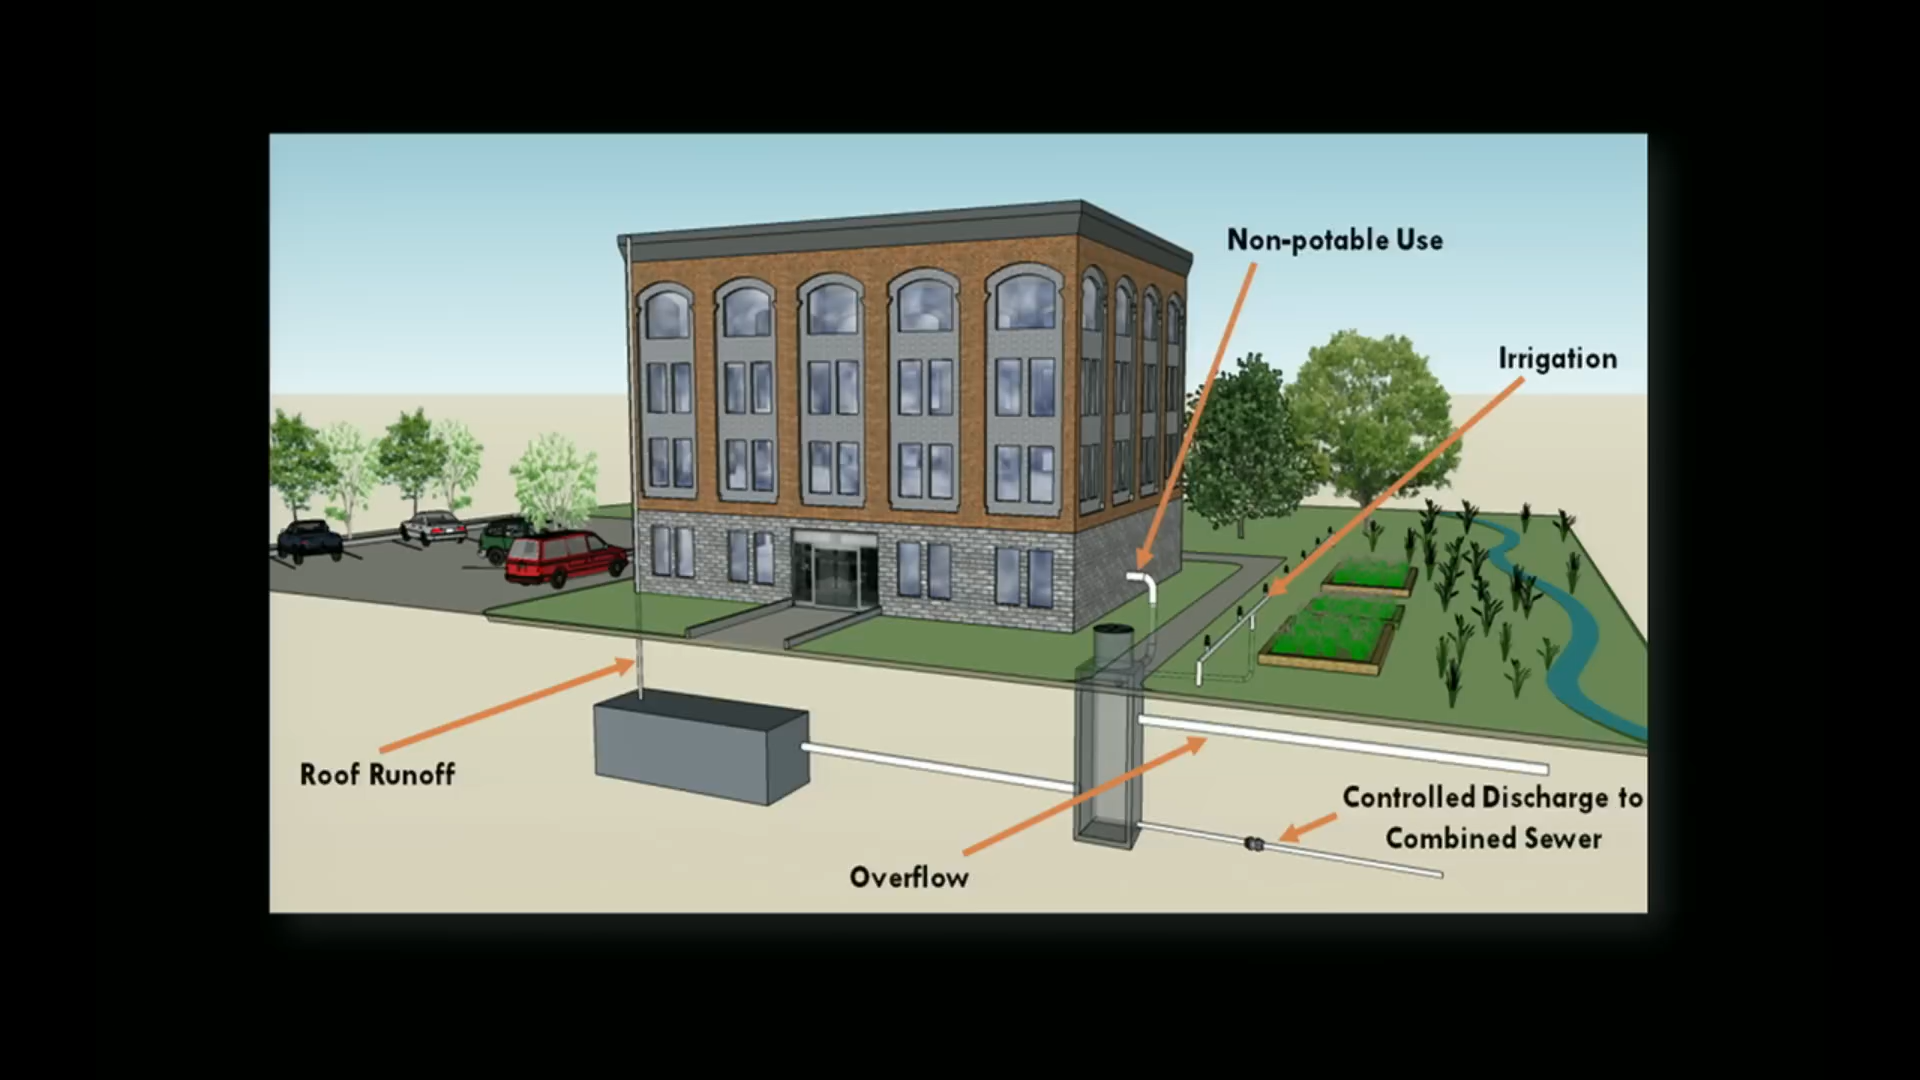 Non-potable Use
Irrigation
Roof Runoff
Overflow
Controlled Discharge to
Combined Sewer